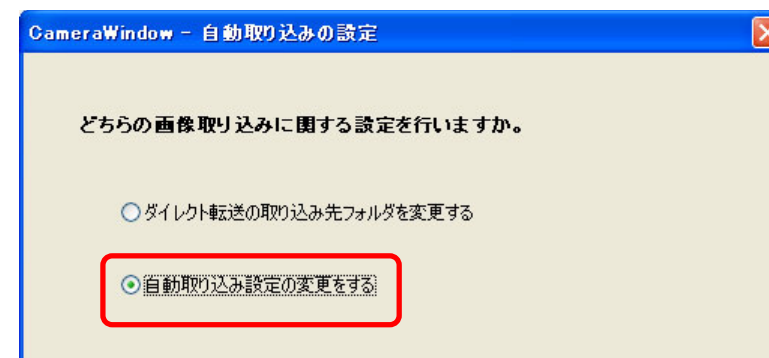 CameraWindow - 自動取り込みの設定
どちらの画像取り込みに関する設定を行いますか。
ダイレクト転送の取り込み先フォルダを変更する
自動取り込み設定の変更をする